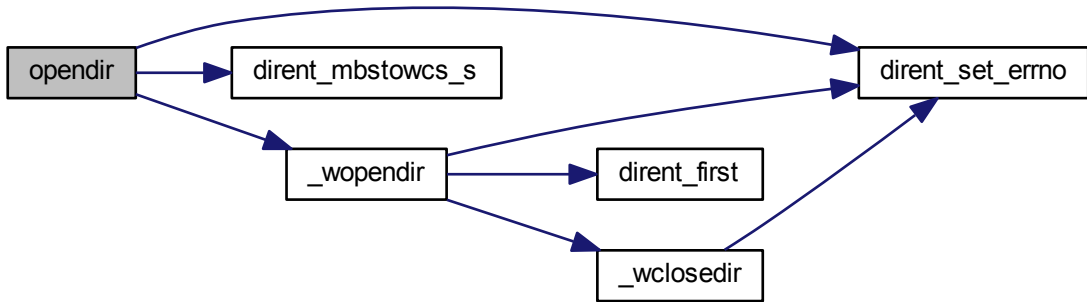 opendir
dirent_mbstowcs_s
dirent_set_errno
_wopendir
dirent_first
_wclosedir